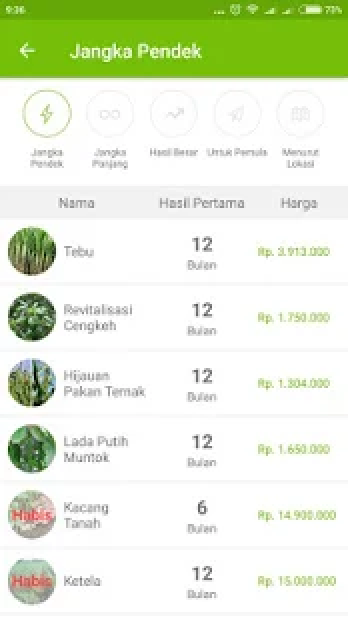 9:36
... 73%
Jangka Pendek
Jangka Pendek
Jangka Panjang
Hasil Besar
Untuk Pemula
Menurut Lokasi
Nama Hasil Pertama Harga
Tebu
12
Bulan
Rp. 3.913.000
Revitalisasi
Cengkeh
12
Bulan
Rp. 1.750.000
Hijauan
Pakan Ternak
12
Bulan
Rp. 1.304.000
Lada Putih
Muntok
12
Bulan
Rp. 1.650.000
Habis
Kacang
Tanah
6
Bulan
Rp. 14.900.000
Habis
Ketela
12
Bulan
Rp. 15.000.000